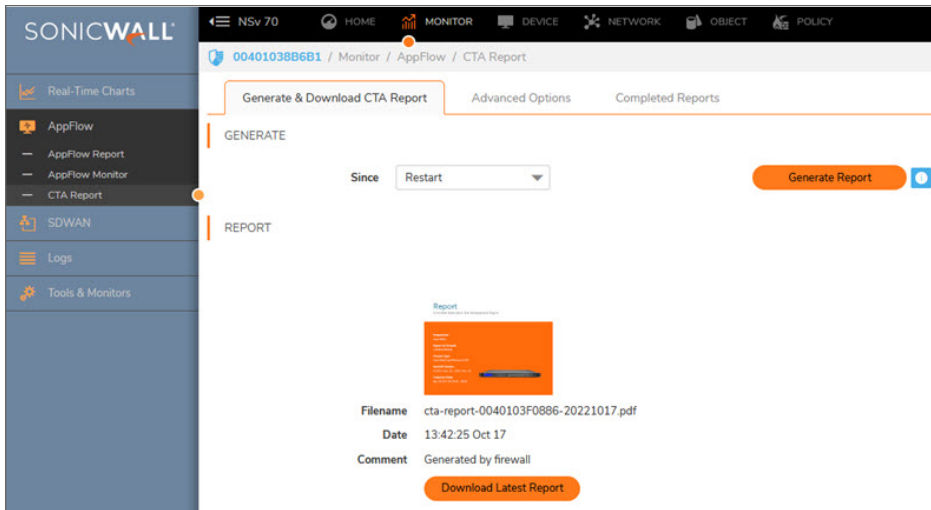 SONICWALL
NSv 70 HOME MONITOR DEVICE NETWORK OBJECT POLICY
00401038B6B1 / Monitor / AppFlow / CTA Report
Real-Time Charts
AppFlow
AppFlow Report
AppFlow Monitor
CTA Report
SDWAN
Logs
Tools & Monitors
Generate & Download CTA Report Advanced Options Completed Reports
GENERATE
Since Restart Generate Report
REPORT
Report
Filename cta-report-0040103F0886-20221017.pdf
Date 13:42:25 Oct 17
Comment Generated by firewall
Download Latest Report